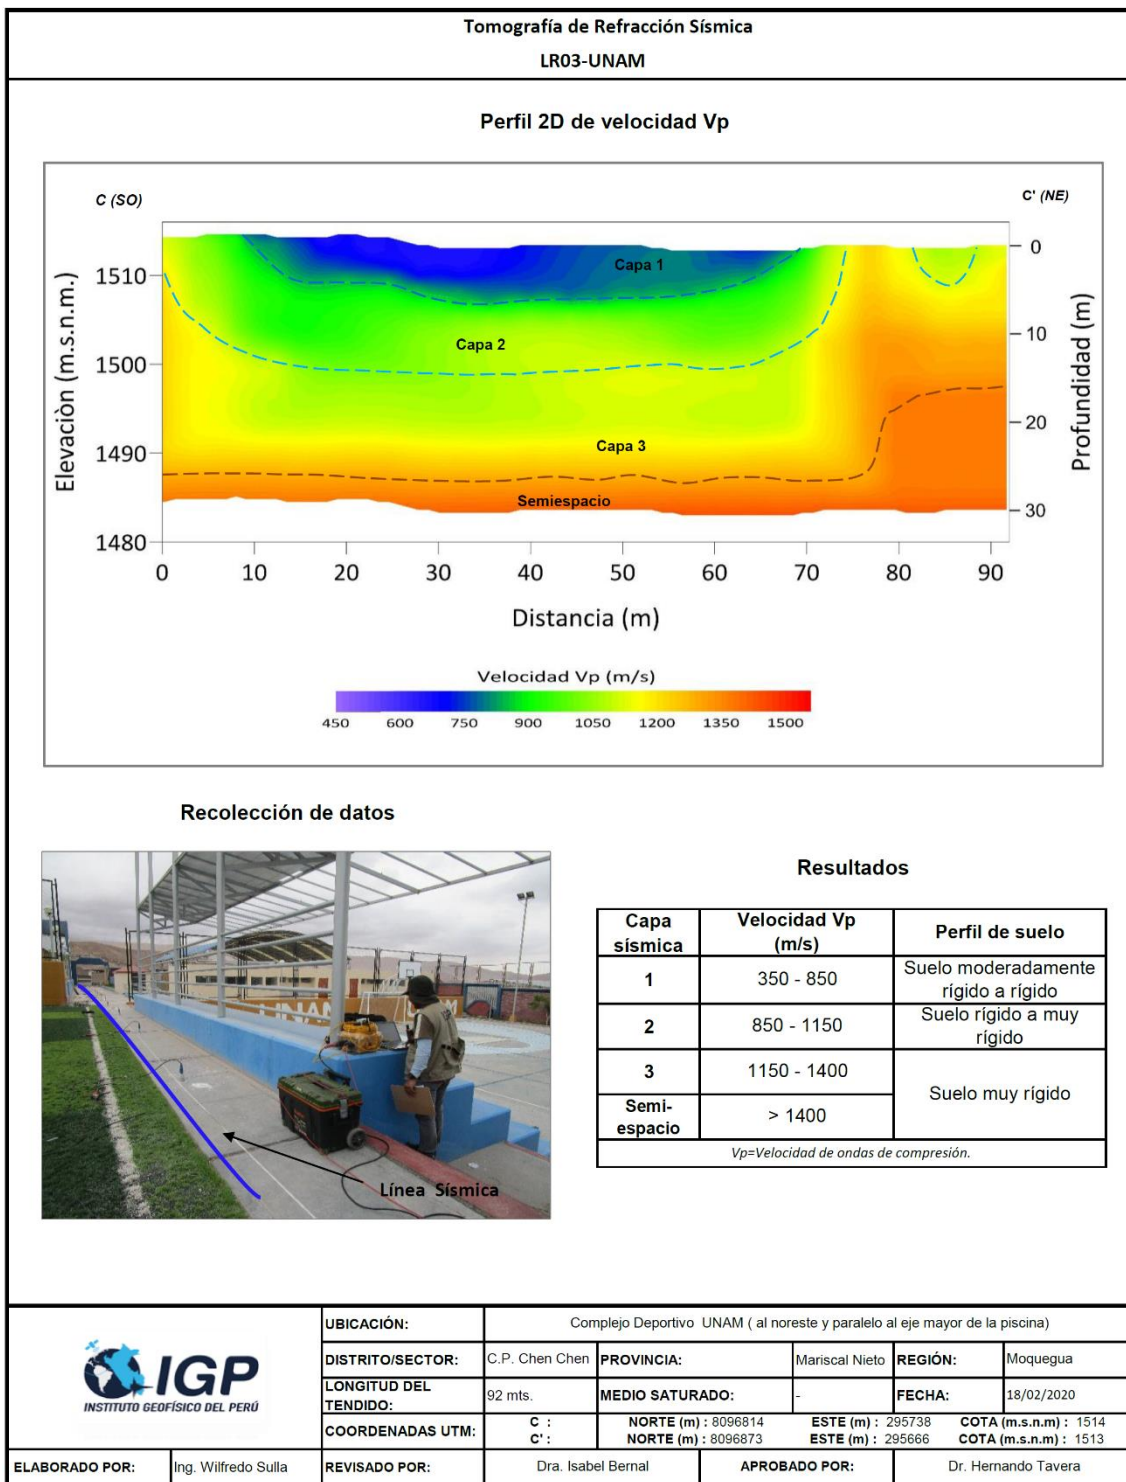 Tomografía de Refracción Sísmica
LR03-UNAM
Perfil 2D de velocidad Vp
C (SO)
C' (NE)
Elevaciòn (m.s.n.m.)
1510
1500
1490
1480
Capa 1
Capa 2
Capa 3
Semiespacio
0
10
20
30
Profundidad (m)
0 10 20 30 40 50 60 70 80 90
Distancia (m)
Velocidad Vp (m/s)
450 600 750 900 1050 1200 1350 1500
Recolección de datos
UNAM
Línea Sísmica
Resultados
Capa sísmica Velocidad Vp (m/s) Perfil de suelo
1 350 - 850 Suelo moderadamente rígido a rígido
2 850 - 1150 Suelo rígido a muy rígido
3 1150 - 1400 Suelo muy rígido
Semi-espacio > 1400
Vp=Velocidad de ondas de compresión.
IGP
INSTITUTO GEOFÍSICO DEL PERÚ
UBICACIÓN: Complejo Deportivo UNAM ( al noreste y paralelo al eje mayor de la piscina)
DISTRITO/SECTOR: C.P. Chen Chen PROVINCIA: Mariscal Nieto REGIÓN: Moquegua
LONGITUD DEL TENDIDO: 92 mts. MEDIO SATURADO: - FECHA: 18/02/2020
COORDENADAS UTM: C : NORTE (m) : 8096814 ESTE (m) : 295738 COTA (m.s.n.m) : 1514
C' : NORTE (m) : 8096873 ESTE (m) : 295666 COTA (m.s.n.m) : 1513
ELABORADO POR: Ing. Wilfredo Sulla REVISADO POR: Dra. Isabel Bernal APROBADO POR: Dr. Hernando Tavera